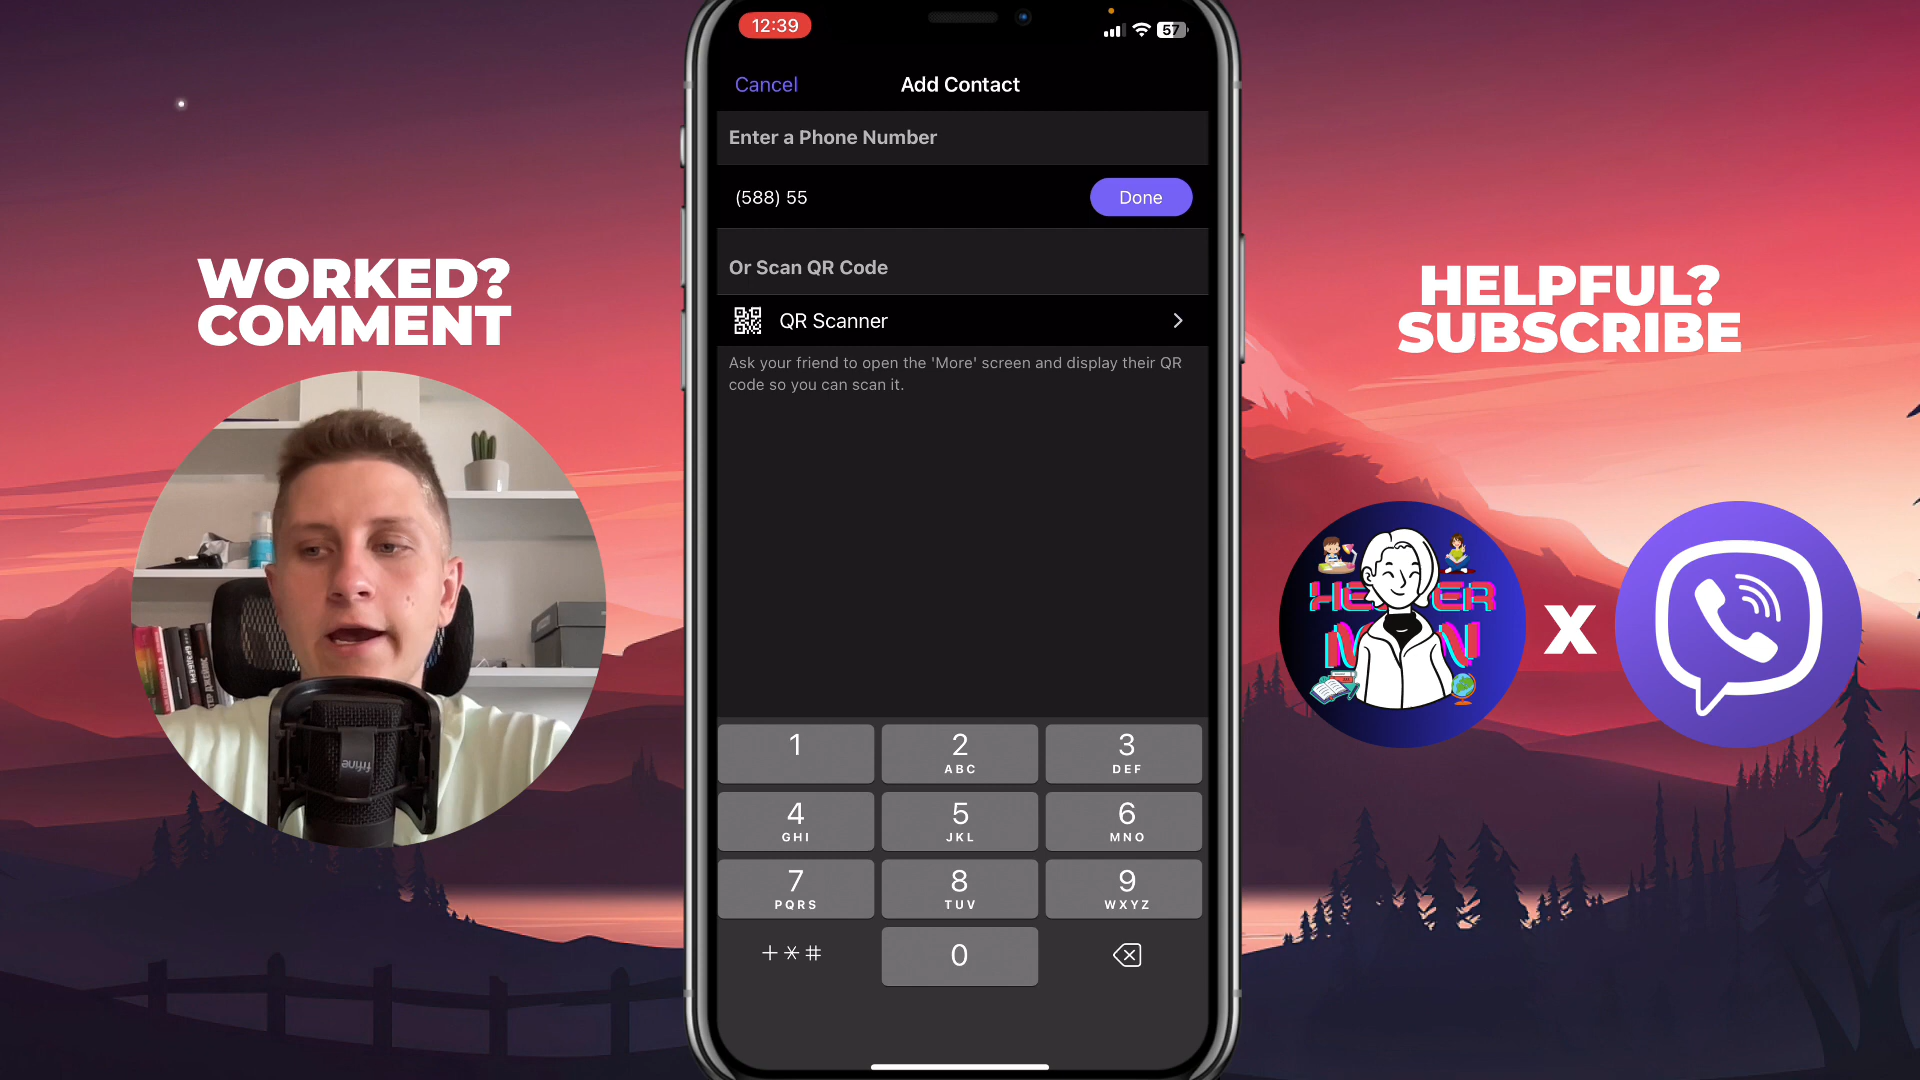 12:39
57
Cancel
Add Contact
Enter a Phone Number
(588) 55
Done
Or Scan QR Code
QR Scanner
Ask your friend to open the 'More' screen and display their QR
code so you can scan it.
1
2
ABC
3
DEF
4
GHI
5
JKL
6
MNO
7
PQRS
8
TUV
9
WXYZ
+*#
0
WORKED?
COMMENT
fifine
БРЭДБЕРИ
HELPFUL?
SUBSCRIBE
X